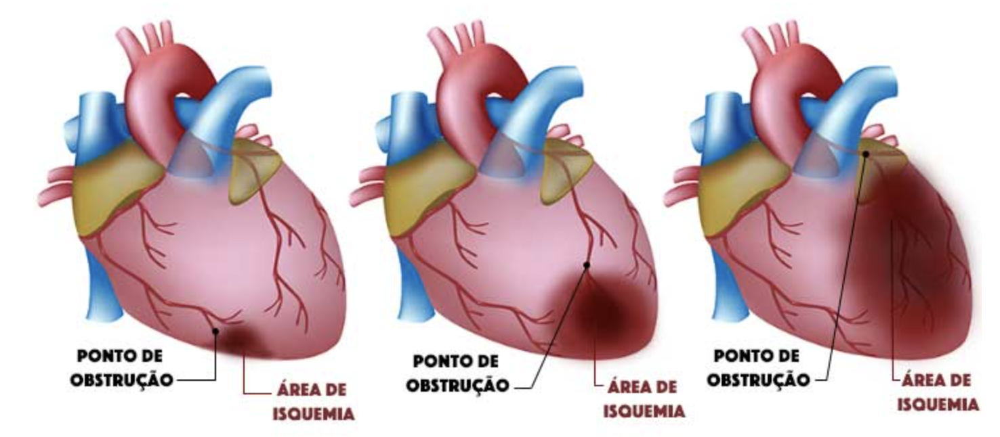 PONTO DE
OBSTRUÇÃO
ÁREA DE
ISQUEMIA
PONTO DE
OBSTRUÇÃO
ÁREA DE
ISQUEMIA
PONTO DE
OBSTRUÇÃO
ÁREA DE
ISQUEMIA